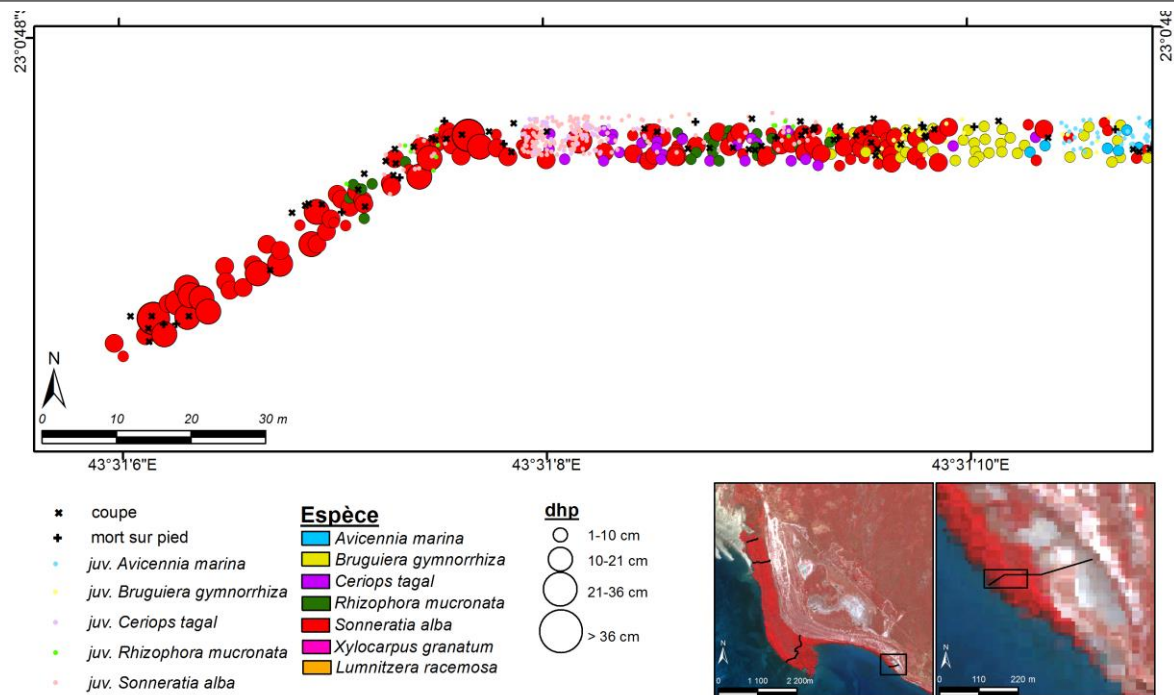 23°0'48"S
23°0'48
N
0 10 20 30 m
43°31'6"E
43°31'8"E
43°31'10"E
coupe
mort sur pied
juv. Avicennia marina
juv. Bruguiera gymnorrhiza
juv. Ceriops tagal
juv. Rhizophora mucronata
juv. Sonneratia alba
Espèce
Avicennia marina
Bruguiera gymnorrhiza
Ceriops tagal
Rhizophora mucronata
Sonneratia alba
Xylocarpus granatum
Lumnitzera racemosa
dhp
1-10 cm
10-21 cm
21-36 cm
> 36 cm
N
0 1 100 2 200
m
N
0 110 220 m